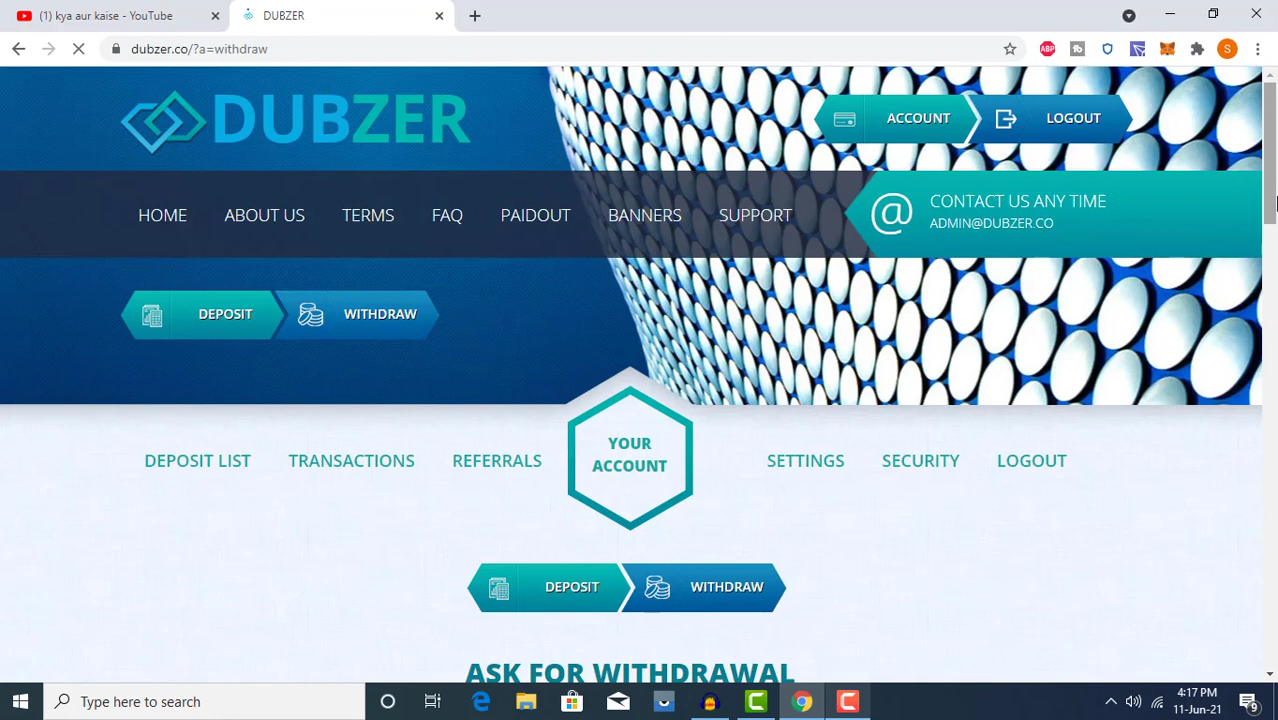 (1) kya aur kaise - YouTube
DUBZER
dubzer.co/?a=withdraw
ABP
S
DUBZER
ACCOUNT
LOGOUT
HOME
ABOUT US
TERMS
FAQ
PAIDOUT
BANNERS
SUPPORT
@
CONTACT US ANY TIME
ADMIN@DUBZER.CO
DEPOSIT
WITHDRAW
DEPOSIT LIST
TRANSACTIONS
REFERRALS
YOUR
ACCOUNT
SETTINGS
SECURITY
LOGOUT
DEPOSIT
WITHDRAW
ASK FOR WITHDRAWAL
Type here to search
4:17 PM
11-Jun-21
9